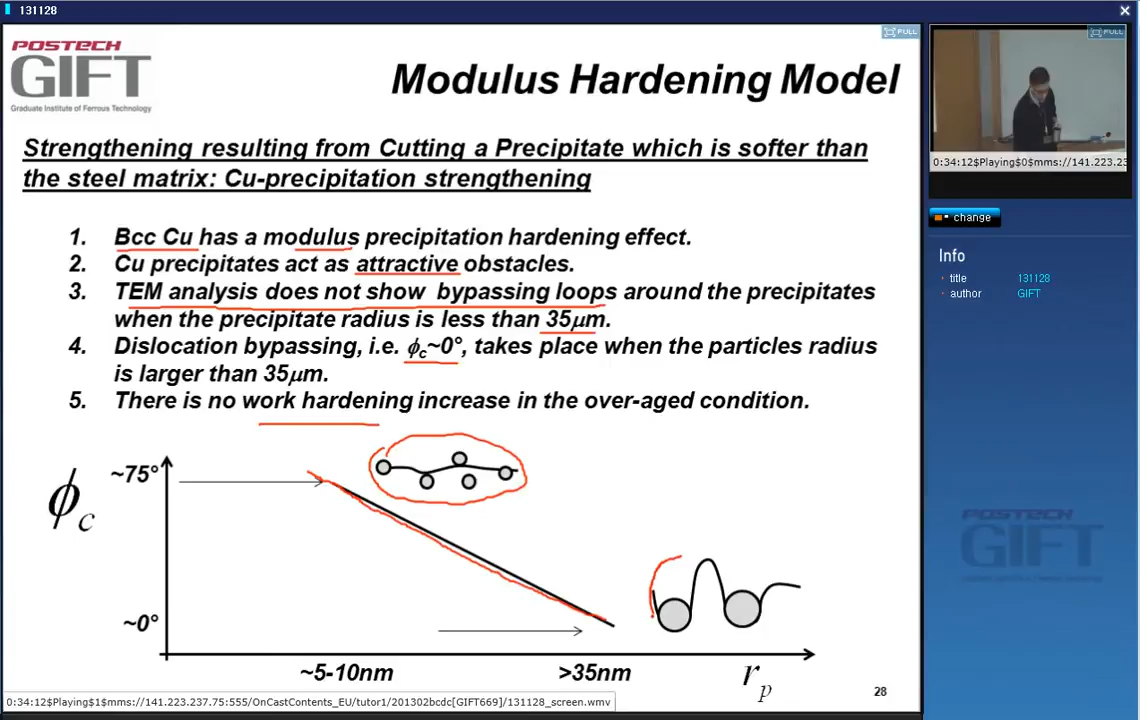 131128
POSTECH
GIFT
Graduate Institute of Ferrous Technology
Modulus Hardening Model
Strengthening resulting from Cutting a Precipitate which is softer than
the steel matrix: Cu-precipitation strengthening
1. Bcc Cu has a modulus precipitation hardening effect.
2. Cu precipitates act as attractive obstacles.
3. TEM analysis does not show bypassing loops around the precipitates
when the precipitate radius is less than 35μm.
4. Dislocation bypassing, i.e. ϕc~0°, takes place when the particles radius
is larger than 35μm.
5. There is no work hardening increase in the over-aged condition.
~75°
ϕc
~0°
~5-10nm
>35nm
rp
28
0:34:12$Playing$1$mms://141.223.237.75:555/OnCastContents_EU/tutor1/201302bcdc[GIFT669]/131128_screen.wmv
FULL
FULL
0:34:12$Playing$0$mms://141.223.23
change
Info
title 131128
author GIFT
POSTECH
GIFT